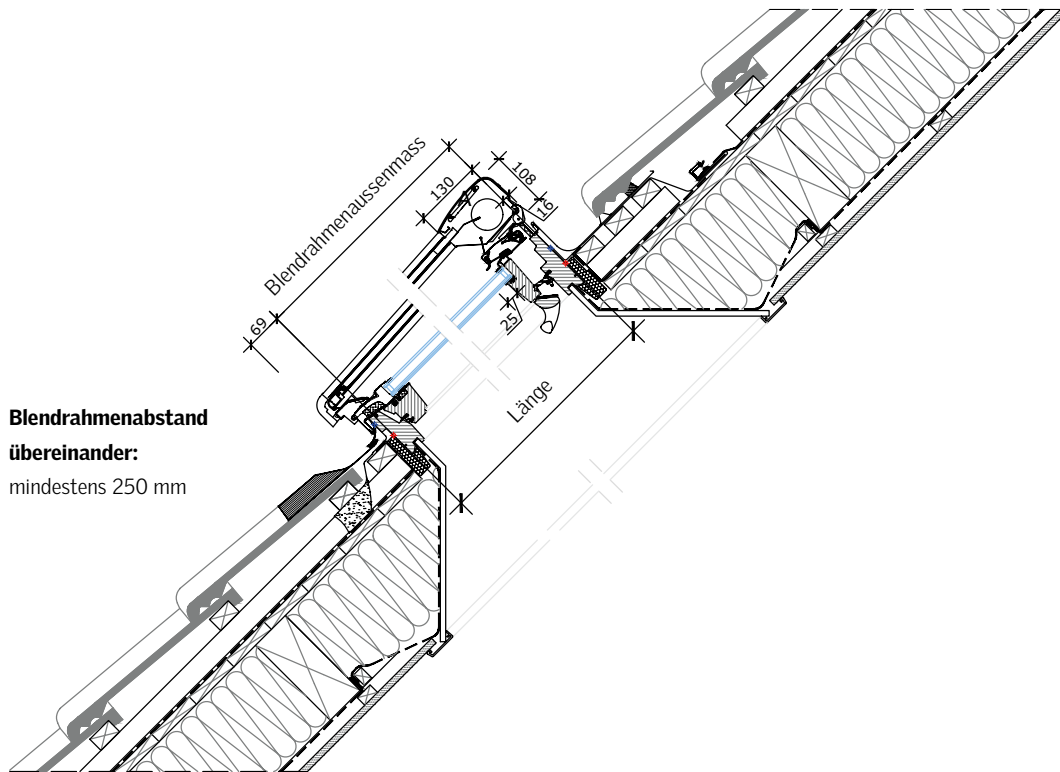 Blendrahmenaussenmass
130
108
16
69
25
Länge
Blendrahmenabstand
übereinander:
mindestens 250 mm